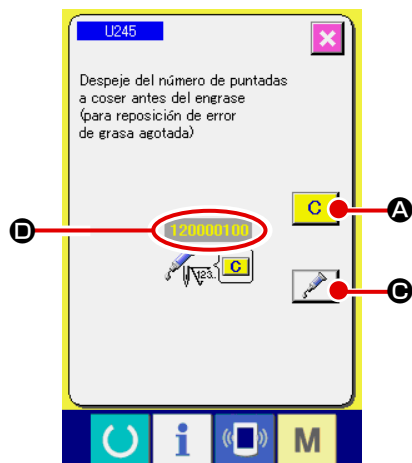 U245
Despeje del número de puntadas
a coser antes del engrase
(para reposición de error
de grasa agotada)
C
A
D
120000100
123..
C
C
i
M